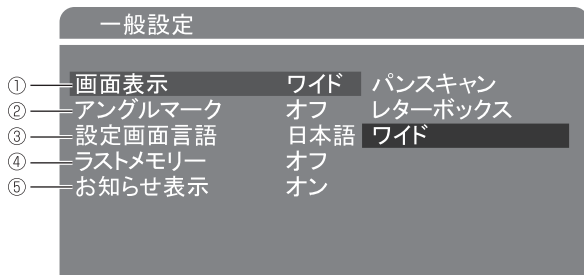 一般設定
① 画面表示 ワイド パンスキャン
② アングルマーク オフ レターボックス
③ 設定画面言語 日本語 ワイド
④ ラストメモリー オフ
⑤ お知らせ表示 オン